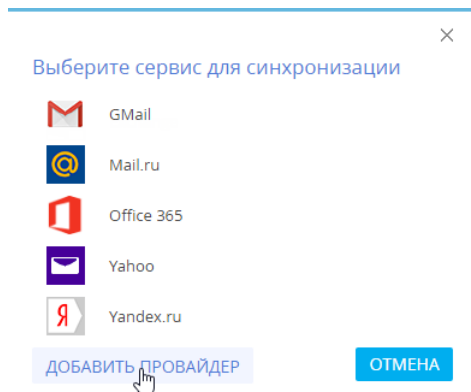 Выберите сервис для синхронизации
GMail
Mail.ru
Office 365
Yahoo
Yandex.ru
ДОБАВИТЬ ПРОВАЙДЕР
ОТМЕНА